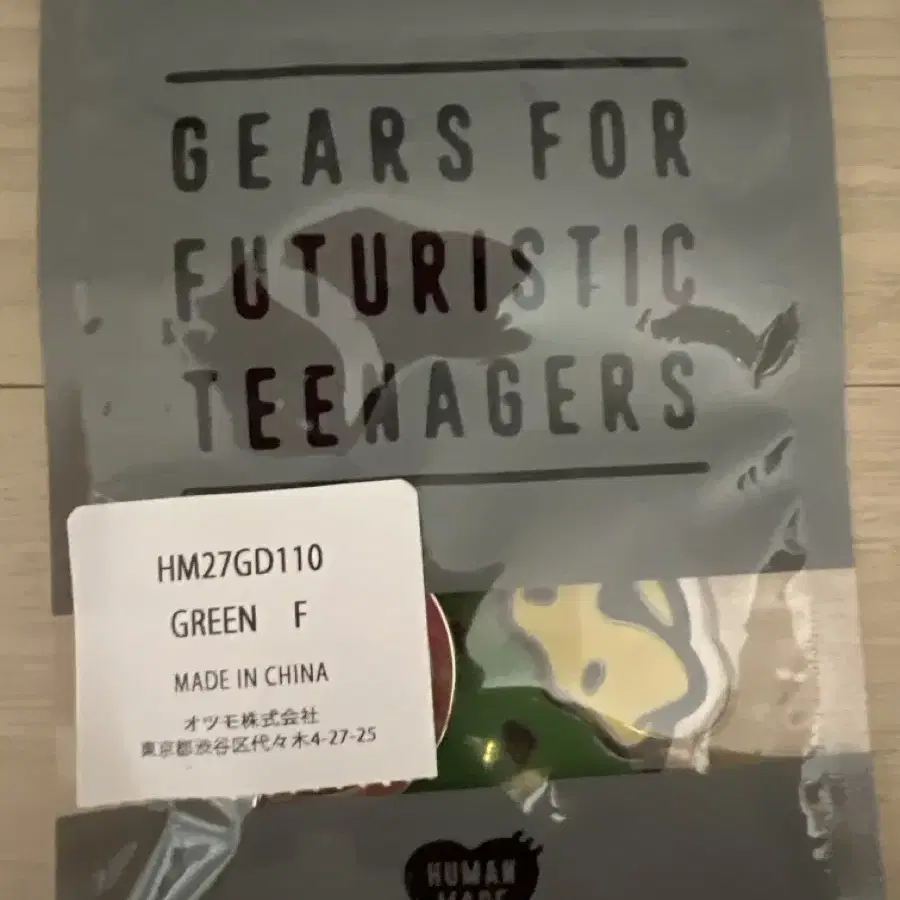 GEARS FOR
FUTURISTIC
TEENAGERS
HM27GD110
GREEN F
MADE IN CHINA
オツモ株式会社
東京都渋谷区代々木4-27-25
HUMAN
MADE